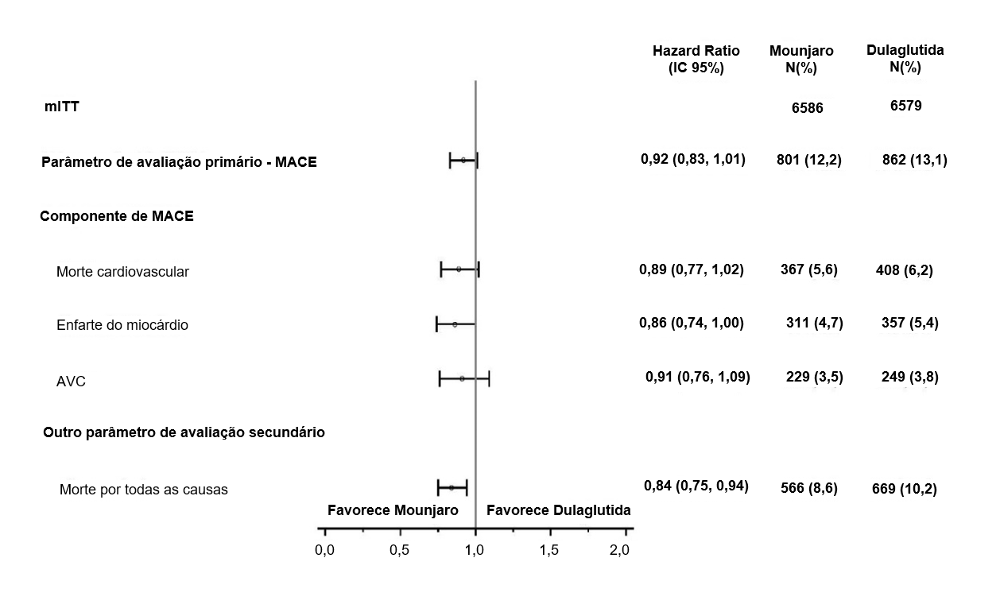 Hazard Ratio
(IC 95%)
Mounjaro
N(%)
Dulaglutida
N(%)
mITT
6586
6579
Parâmetro de avaliação primário - MACE
0,92 (0,83, 1,01)
801 (12,2)
862 (13,1)
Componente de MACE
Morte cardiovascular
0,89 (0,77, 1,02)
367 (5,6)
408 (6,2)
Enfarte do miocárdio
0,86 (0,74, 1,00)
311 (4,7)
357 (5,4)
AVC
0,91 (0,76, 1,09)
229 (3,5)
249 (3,8)
Outro parâmetro de avaliação secundário
Morte por todas as causas
0,84 (0,75, 0,94)
566 (8,6)
669 (10,2)
Favorece Mounjaro
Favorece Dulaglutida
0,0
0,5
1,0
1,5
2,0